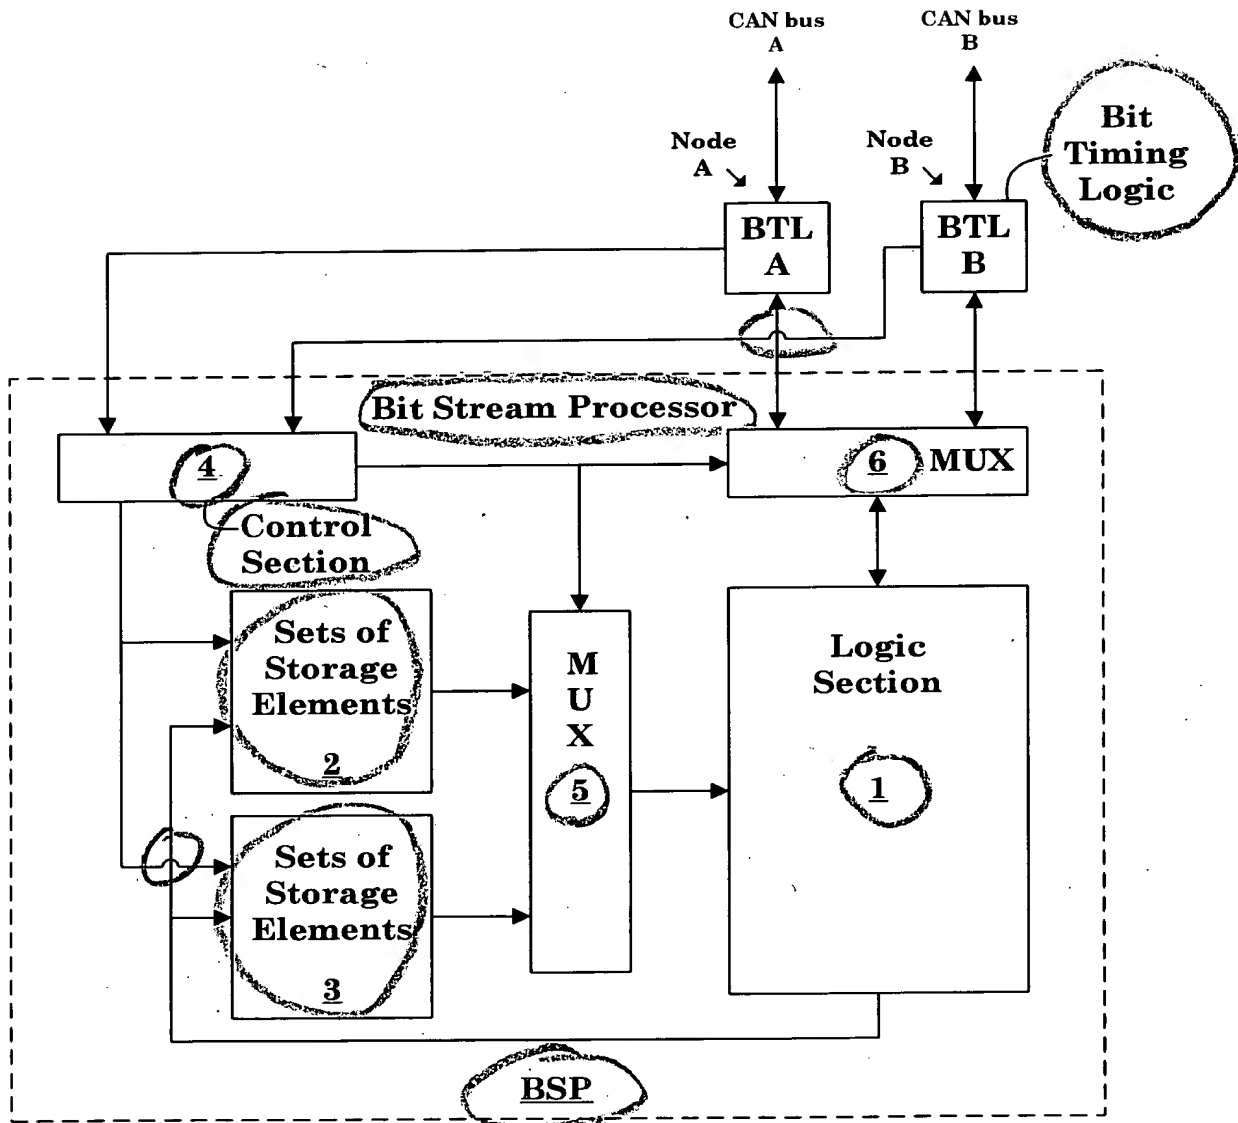 CAN bus
A
CAN bus
B
Bit
Timing
Logic
Node
A
Node
B
BTL
A
BTL
B
Bit Stream Processor
4
6 MUX
Control
Section
Sets of
Storage
Elements
2
M
U
X
5
Logic
Section
1
Sets of
Storage
Elements
3
BSP